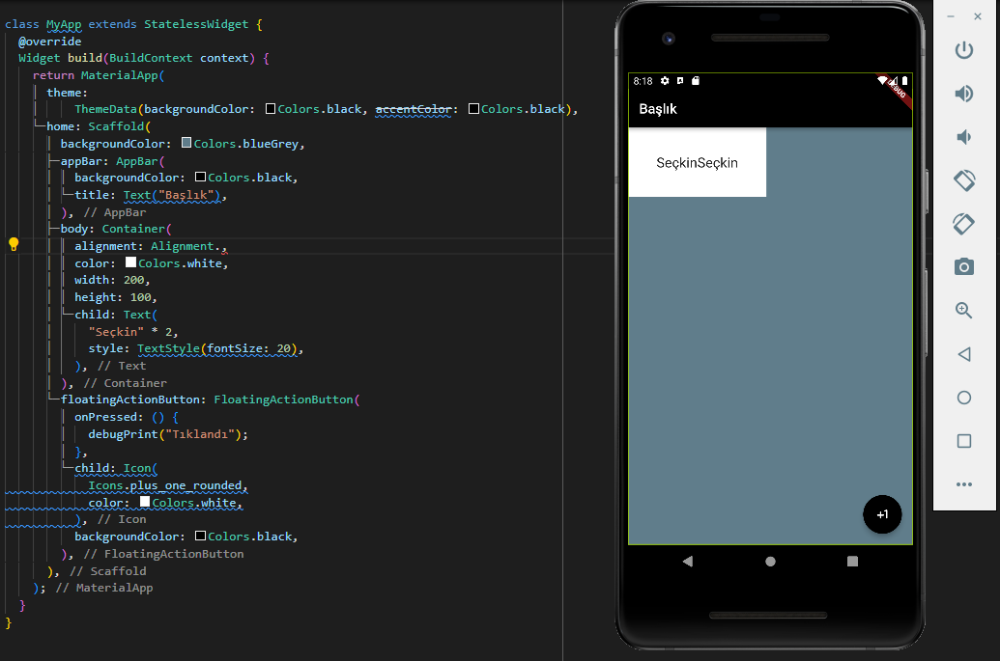 class MyApp extends StatelessWidget {
@override
Widget build(BuildContext context) {
return MaterialApp(
theme:
ThemeData(backgroundColor: Colors.black, accentColor: Colors.black),
home: Scaffold(
backgroundColor: Colors.blueGrey,
appBar: AppBar(
backgroundColor: Colors.black,
title: Text("Başlık"),
), // AppBar
body: Container(
alignment: Alignment.,
color: Colors.white,
width: 200,
height: 100,
child: Text(
"Seçkin" * 2,
style: TextStyle(fontSize: 20),
), // Text
), // Container
floatingActionButton: FloatingActionButton(
onPressed: () {
debugPrint("Tıklandı");
},
child: Icon(
Icons.plus_one_rounded,
color: Colors.white,
), // Icon
backgroundColor: Colors.black,
), // FloatingActionButton
), // Scaffold
); // MaterialApp
}
}
8:18
DEBUG
Başlık
SeçkinSeçkin
+1